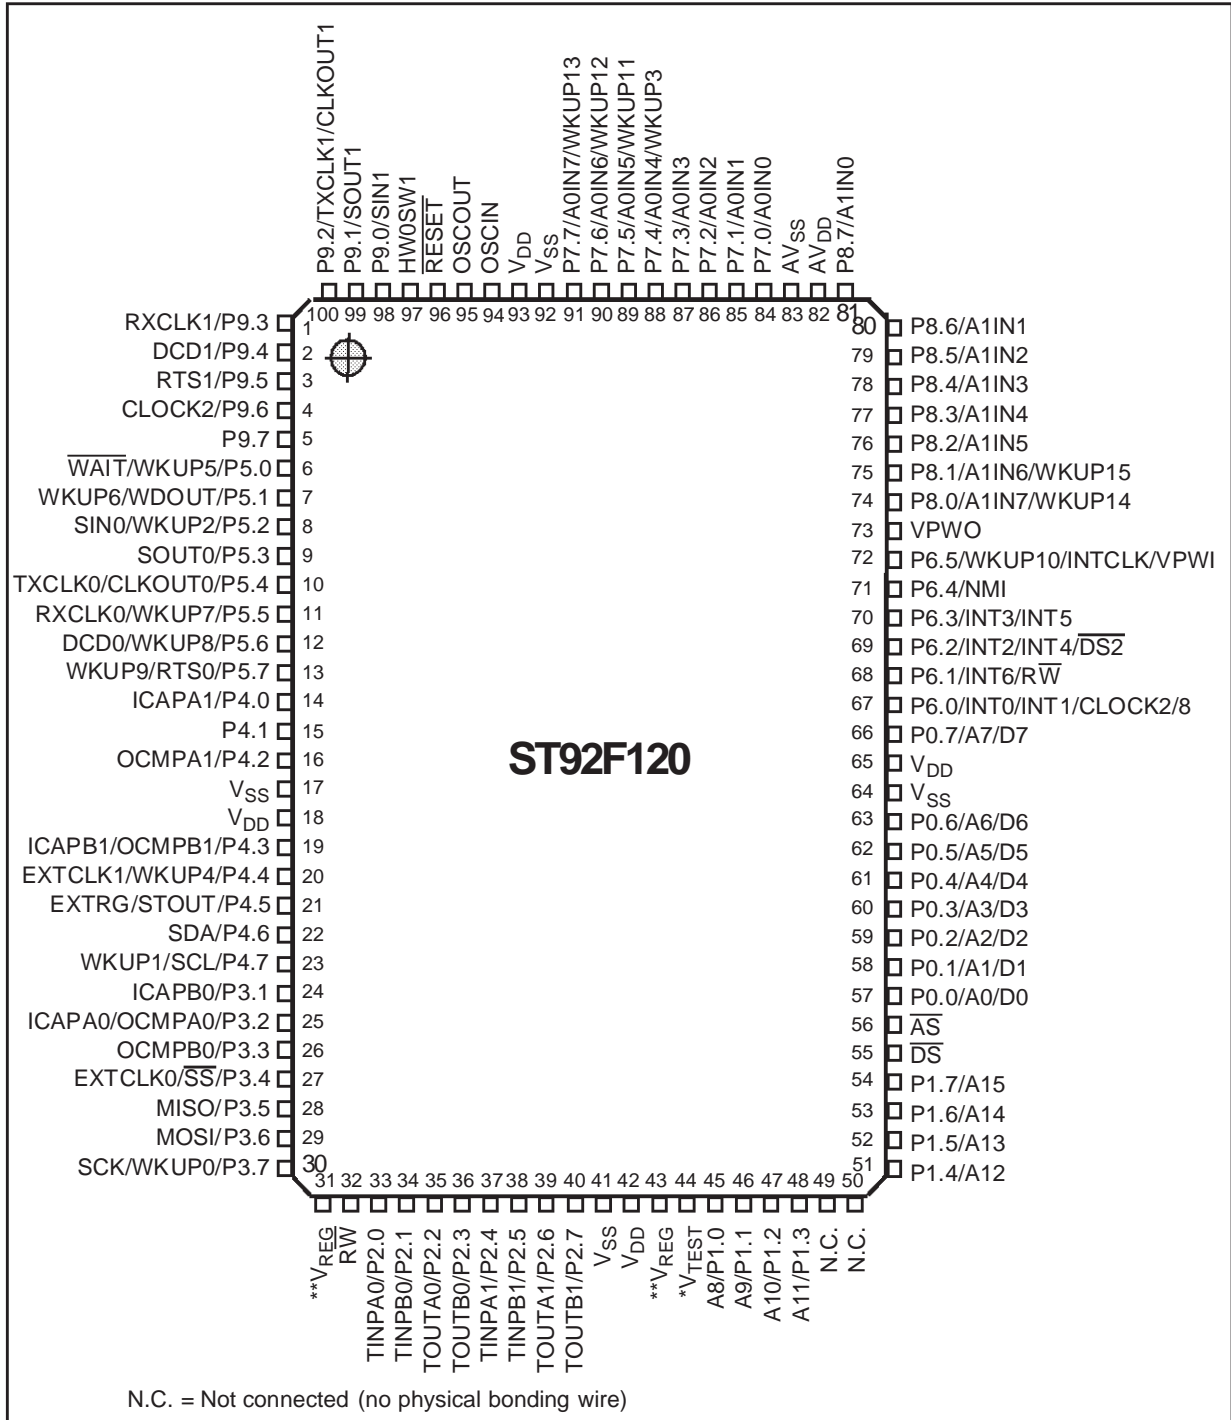 P9.2/TXCLK1/CLKOUT1
P9.1/SOUT1
P9.0/SIN1
HW0SW1
RESET
OSCOUT
OSCIN
VDD
VSS
P7.7/A0IN7/WKUP13
P7.6/A0IN6/WKUP12
P7.5/A0IN5/WKUP11
P7.4/A0IN4/WKUP3
P7.3/A0IN3
P7.2/A0IN2
P7.1/A0IN1
P7.0/A0IN0
AVSS
AVDD
P8.7/A1IN0
100 99 98 97 96 95 94 93 92 91 90 89 88 87 86 85 84 83 82 81
RXCLK1/P9.3 1
DCD1/P9.4 2
RTS1/P9.5 3
CLOCK2/P9.6 4
P9.7 5
WAIT/WKUP5/P5.0 6
WKUP6/WDOUT/P5.1 7
SIN0/WKUP2/P5.2 8
SOUT0/P5.3 9
TXCLK0/CLKOUT0/P5.4 10
RXCLK0/WKUP7/P5.5 11
DCD0/WKUP8/P5.6 12
WKUP9/RTS0/P5.7 13
ICAPA1/P4.0 14
P4.1 15
OCMPA1/P4.2 16
VSS 17
VDD 18
ICAPB1/OCMPB1/P4.3 19
EXTCLK1/WKUP4/P4.4 20
EXTRG/STOUT/P4.5 21
SDA/P4.6 22
WKUP1/SCL/P4.7 23
ICAPB0/P3.1 24
ICAPA0/OCMPA0/P3.2 25
OCMPB0/P3.3 26
EXTCLK0/SS/P3.4 27
MISO/P3.5 28
MOSI/P3.6 29
SCK/WKUP0/P3.7 30
ST92F120
80 P8.6/A1IN1
79 P8.5/A1IN2
78 P8.4/A1IN3
77 P8.3/A1IN4
76 P8.2/A1IN5
75 P8.1/A1IN6/WKUP15
74 P8.0/A1IN7/WKUP14
73 VPWO
72 P6.5/WKUP10/INTCLK/VPWI
71 P6.4/NMI
70 P6.3/INT3/INT5
69 P6.2/INT2/INT4/DS2
68 P6.1/INT6/RW
67 P6.0/INT0/INT1/CLOCK2/8
66 P0.7/A7/D7
65 VDD
64 VSS
63 P0.6/A6/D6
62 P0.5/A5/D5
61 P0.4/A4/D4
60 P0.3/A3/D3
59 P0.2/A2/D2
58 P0.1/A1/D1
57 P0.0/A0/D0
56 AS
55 DS
54 P1.7/A15
53 P1.6/A14
52 P1.5/A13
51 P1.4/A12
31 32 33 34 35 36 37 38 39 40 41 42 43 44 45 46 47 48 49 50
**VREG
RW
TINPA0/P2.0
TINPB0/P2.1
TOUTA0/P2.2
TOUTB0/P2.3
TINPA1/P2.4
TINPB1/P2.5
TOUTA1/P2.6
TOUTB1/P2.7
VSS
VDD
**VREG
*VTEST
A8/P1.0
A9/P1.1
A10/P1.2
A11/P1.3
N.C.
N.C.
N.C. = Not connected (no physical bonding wire)